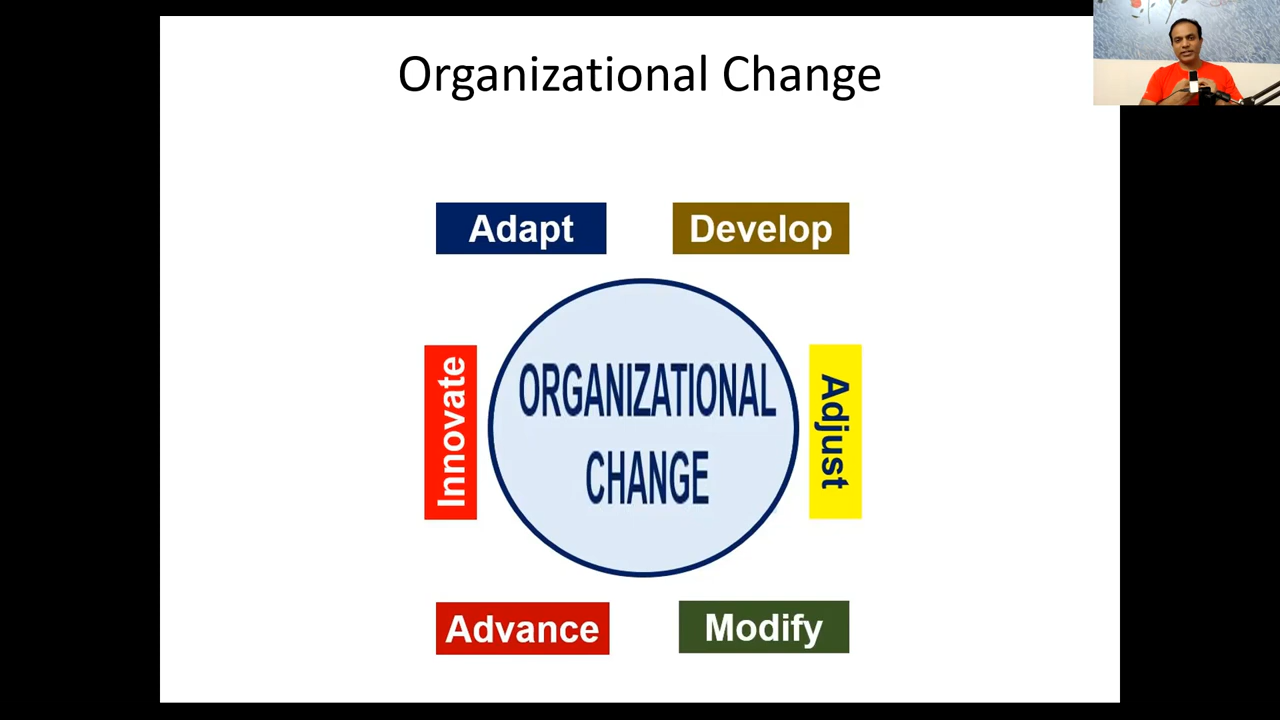 Organizational Change
Adapt
Develop
Innovate
ORGANIZATIONAL
CHANGE
Adjust
Advance
Modify